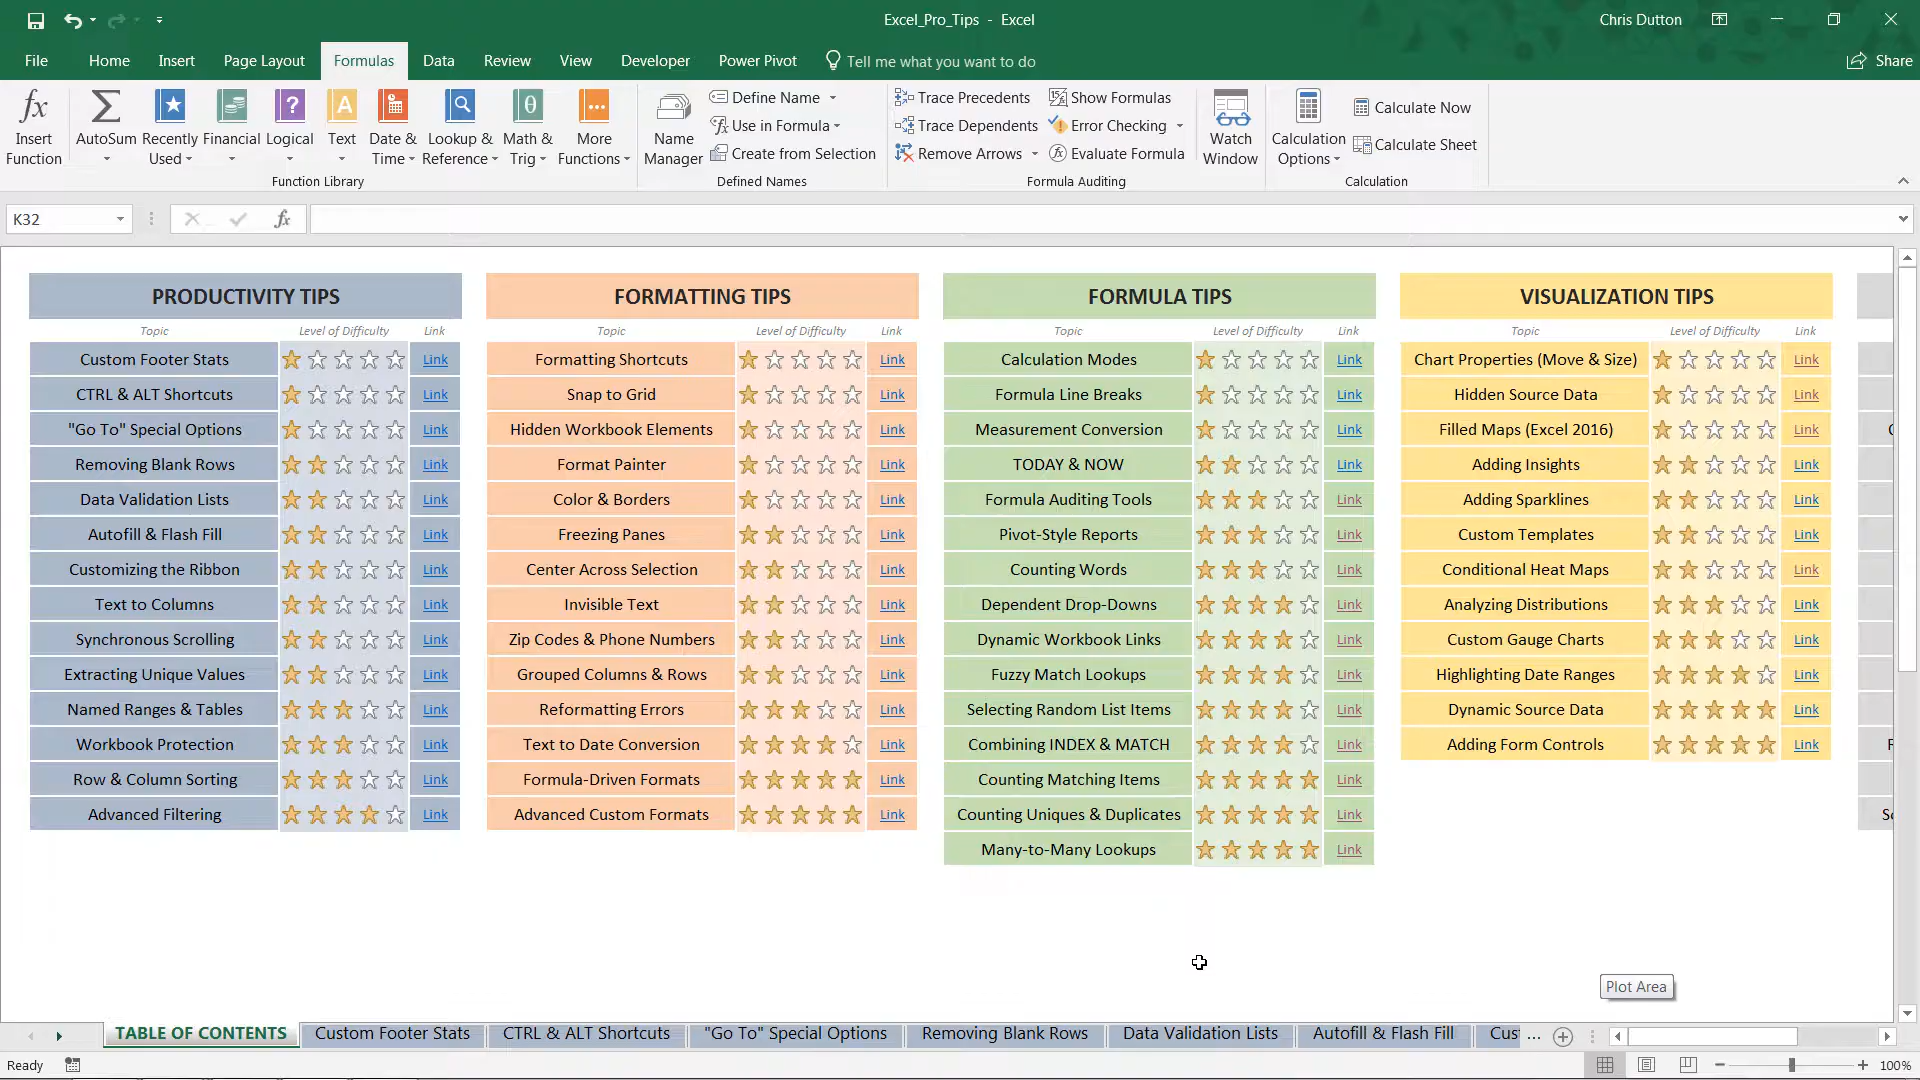 Excel_Pro_Tips - Excel
Chris Dutton
File Home Insert Page Layout Formulas Data Review View Developer Power Pivot Tell me what you want to do Share
Insert Function
AutoSum
Recently Used
Financial
Logical
Text
Date & Time
Lookup & Reference
Math & Trig
More Functions
Function Library
Name Manager
Define Name
Use in Formula
Create from Selection
Defined Names
Trace Precedents
Trace Dependents
Remove Arrows
Show Formulas
Error Checking
Evaluate Formula
Formula Auditing
Watch Window
Calculation Options
Calculate Now
Calculate Sheet
Calculation
K32
fx
PRODUCTIVITY TIPS
Topic Level of Difficulty Link
Custom Footer Stats Link
CTRL & ALT Shortcuts Link
"Go To" Special Options Link
Removing Blank Rows Link
Data Validation Lists Link
Autofill & Flash Fill Link
Customizing the Ribbon Link
Text to Columns Link
Synchronous Scrolling Link
Extracting Unique Values Link
Named Ranges & Tables Link
Workbook Protection Link
Row & Column Sorting Link
Advanced Filtering Link
FORMATTING TIPS
Topic Level of Difficulty Link
Formatting Shortcuts Link
Snap to Grid Link
Hidden Workbook Elements Link
Format Painter Link
Color & Borders Link
Freezing Panes Link
Center Across Selection Link
Invisible Text Link
Zip Codes & Phone Numbers Link
Grouped Columns & Rows Link
Reformatting Errors Link
Text to Date Conversion Link
Formula-Driven Formats Link
Advanced Custom Formats Link
FORMULA TIPS
Topic Level of Difficulty Link
Calculation Modes Link
Formula Line Breaks Link
Measurement Conversion Link
TODAY & NOW Link
Formula Auditing Tools Link
Pivot-Style Reports Link
Counting Words Link
Dependent Drop-Downs Link
Dynamic Workbook Links Link
Fuzzy Match Lookups Link
Selecting Random List Items Link
Combining INDEX & MATCH Link
Counting Matching Items Link
Counting Uniques & Duplicates Link
Many-to-Many Lookups Link
VISUALIZATION TIPS
Topic Level of Difficulty Link
Chart Properties (Move & Size) Link
Hidden Source Data Link
Filled Maps (Excel 2016) Link
Adding Insights Link
Adding Sparklines Link
Custom Templates Link
Conditional Heat Maps Link
Analyzing Distributions Link
Custom Gauge Charts Link
Highlighting Date Ranges Link
Dynamic Source Data Link
Adding Form Controls Link
Plot Area
TABLE OF CONTENTS Custom Footer Stats CTRL & ALT Shortcuts "Go To" Special Options Removing Blank Rows Data Validation Lists Autofill & Flash Fill Cus ...
Ready
100%